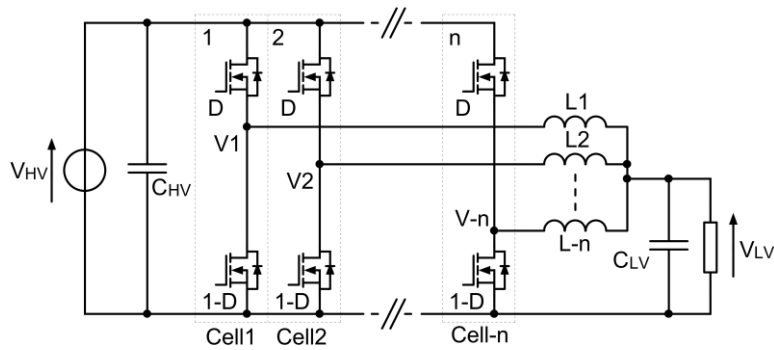 1
2
n
D
D
D
L1
V1
L2
VHV
CHV
V2
V-n
L-n
CLV
VLV
1-D
1-D
1-D
Cell1
Cell2
Cell-n